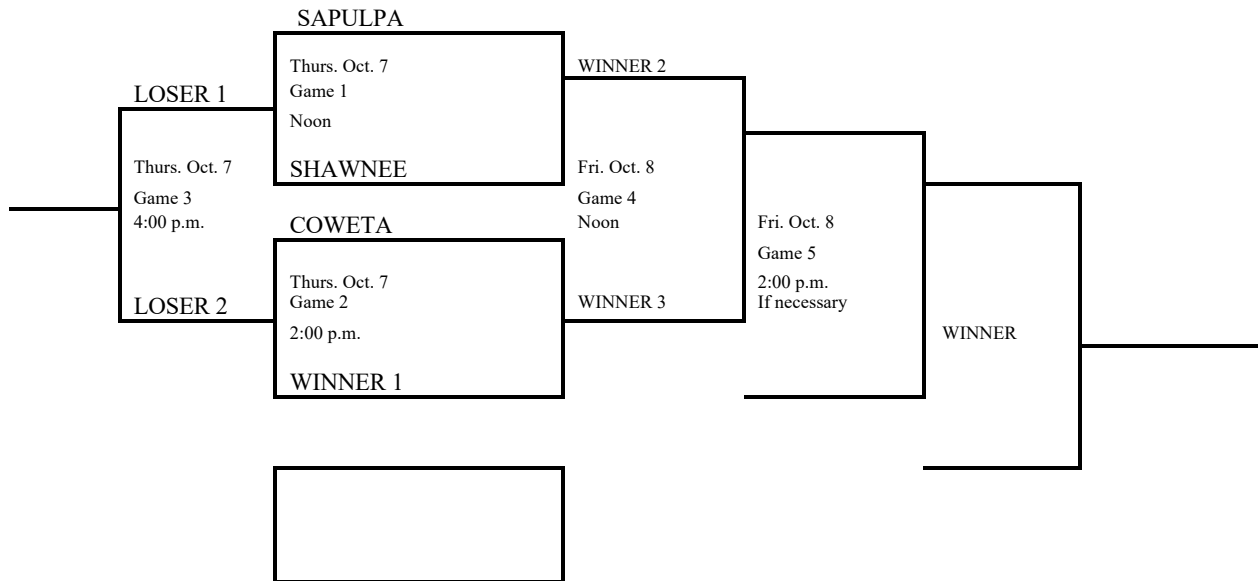 SAPULPA
Thurs. Oct. 7
Game 1
Noon
SHAWNEE
LOSER 1
Thurs. Oct. 7
Game 3
4:00 p.m.
LOSER 2
COWETA
Thurs. Oct. 7
Game 2
2:00 p.m.
WINNER 1
WINNER 2
Fri. Oct. 8
Game 4
Noon
WINNER 3
Fri. Oct. 8
Game 5
2:00 p.m.
If necessary
WINNER